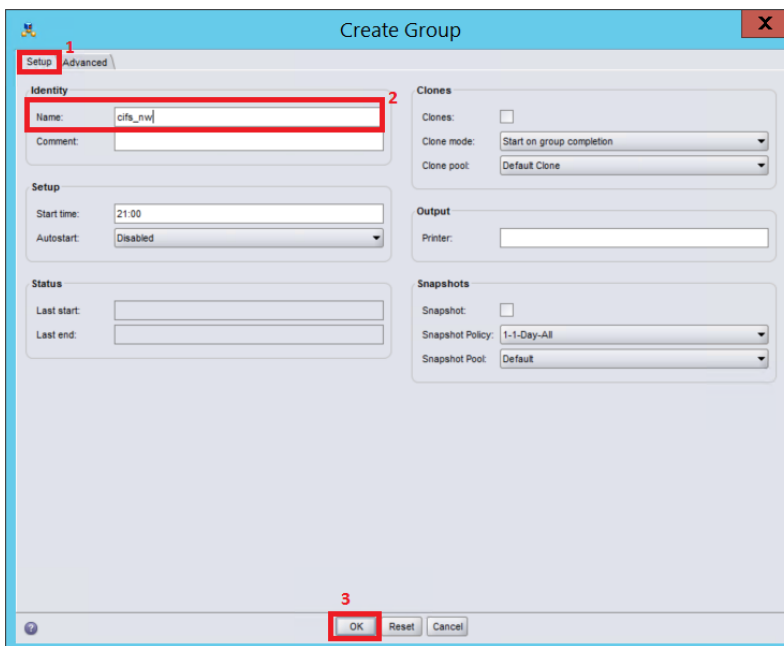 Create Group
X
1
Setup Advanced
Identity
2
Name: cifs_nw
Comment:
Setup
Start time: 21:00
Autostart: Disabled
Status
Last start:
Last end:
Clones
Clones:
Clone mode: Start on group completion
Clone pool: Default Clone
Output
Printer:
Snapshots
Snapshot:
Snapshot Policy: 1-1-Day-All
Snapshot Pool: Default
3
? OK Reset Cancel